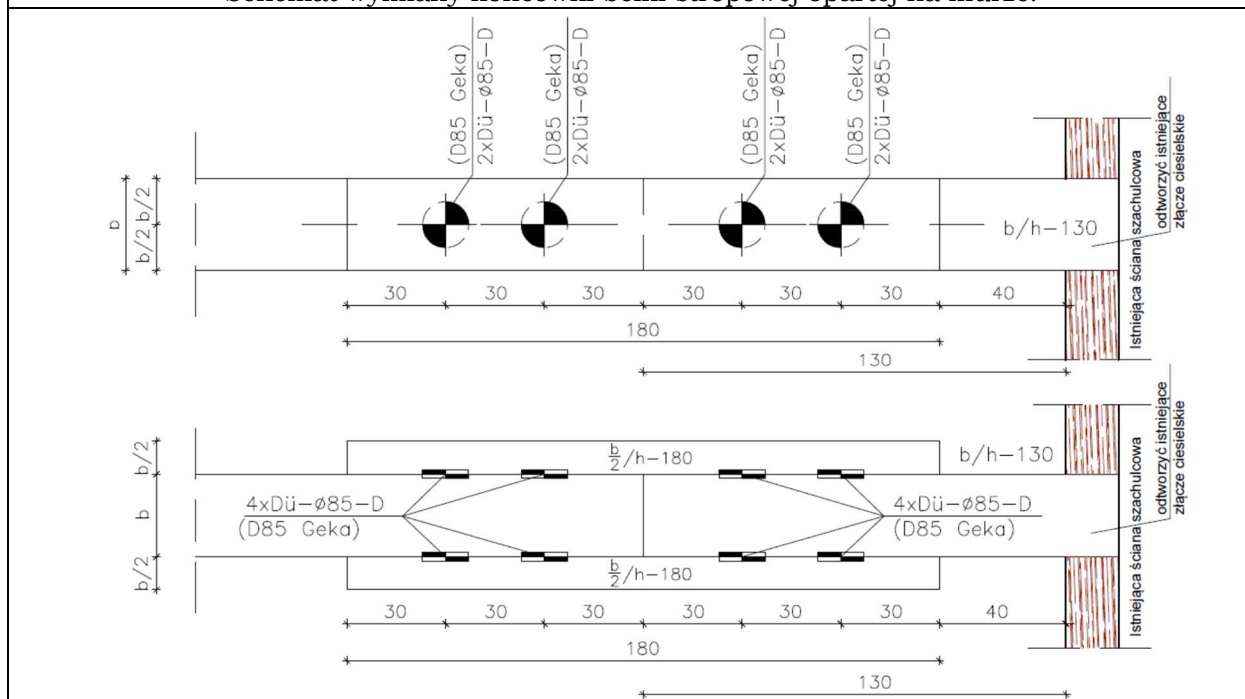 Schemat wymiany końcówki belki stropowej opartej na murze.
(D85 Geka)
2xDü-ø85-D
(D85 Geka)
2xDü-ø85-D
(D85 Geka)
2xDü-ø85-D
(D85 Geka)
2xDü-ø85-D
b
b/2
b/2
b/h-130
Istniejąca ściana szachulcowa
odtworzyć istniejące
złącze ciesielskie
30
30
30
30
30
30
40
180
130
b/2
b
b/2
b/2/h-180
b/h-130
4xDü-ø85-D
(D85 Geka)
4xDü-ø85-D
(D85 Geka)
b/2/h-180
Istniejąca ściana szachulcowa
odtworzyć istniejące
złącze ciesielskie
30
30
30
30
30
30
40
180
130